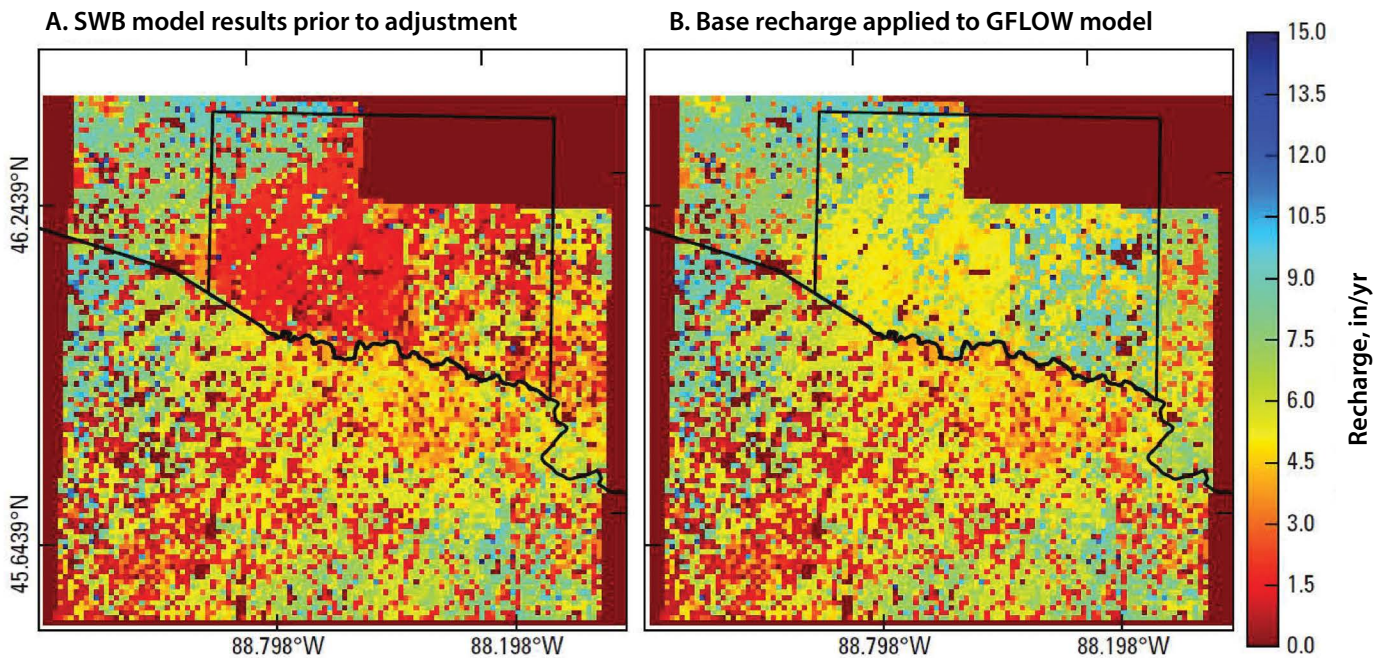 A. SWB model results prior to adjustment
B. Base recharge applied to GFLOW model
46.2439°N
45.6439°N
88.798°W
88.198°W
88.798°W
88.198°W
15.0
13.5
12.0
10.5
9.0
7.5
6.0
4.5
3.0
1.5
0.0
Recharge, in/yr